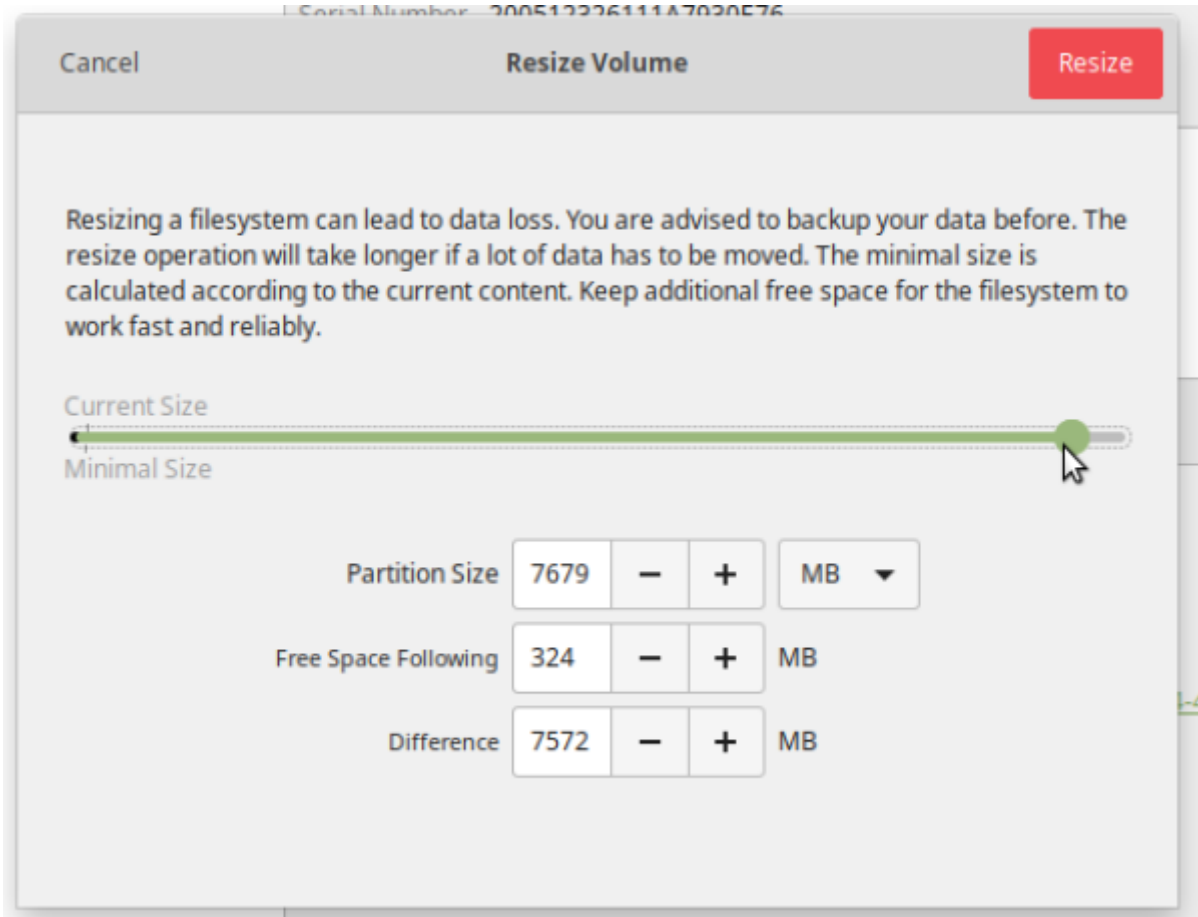 Serial Number 200512326111A7930F76
Cancel Resize Volume Resize
Resizing a filesystem can lead to data loss. You are advised to backup your data before. The
resize operation will take longer if a lot of data has to be moved. The minimal size is
calculated according to the current content. Keep additional free space for the filesystem to
work fast and reliably.
Current Size
Minimal Size
Partition Size 7679 − + MB
Free Space Following 324 − + MB
Difference 7572 − + MB